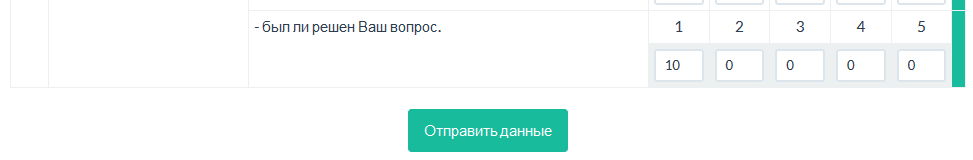 - был ли решен Ваш вопрос.
1 2 3 4 5
10 0 0 0 0
Отправить данные